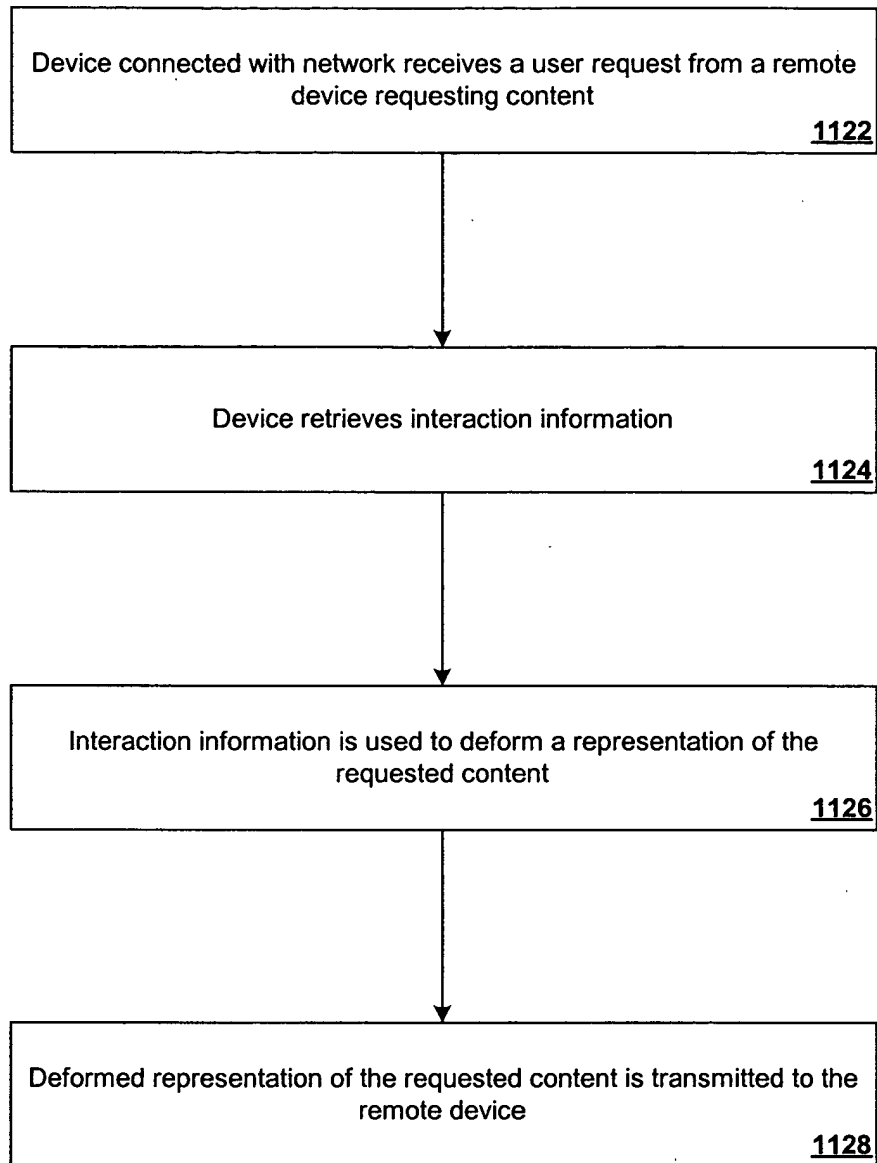 Device connected with network receives a user request from a remote
device requesting content
1122
Device retrieves interaction information
1124
Interaction information is used to deform a representation of the
requested content
1126
Deformed representation of the requested content is transmitted to the
remote device
1128